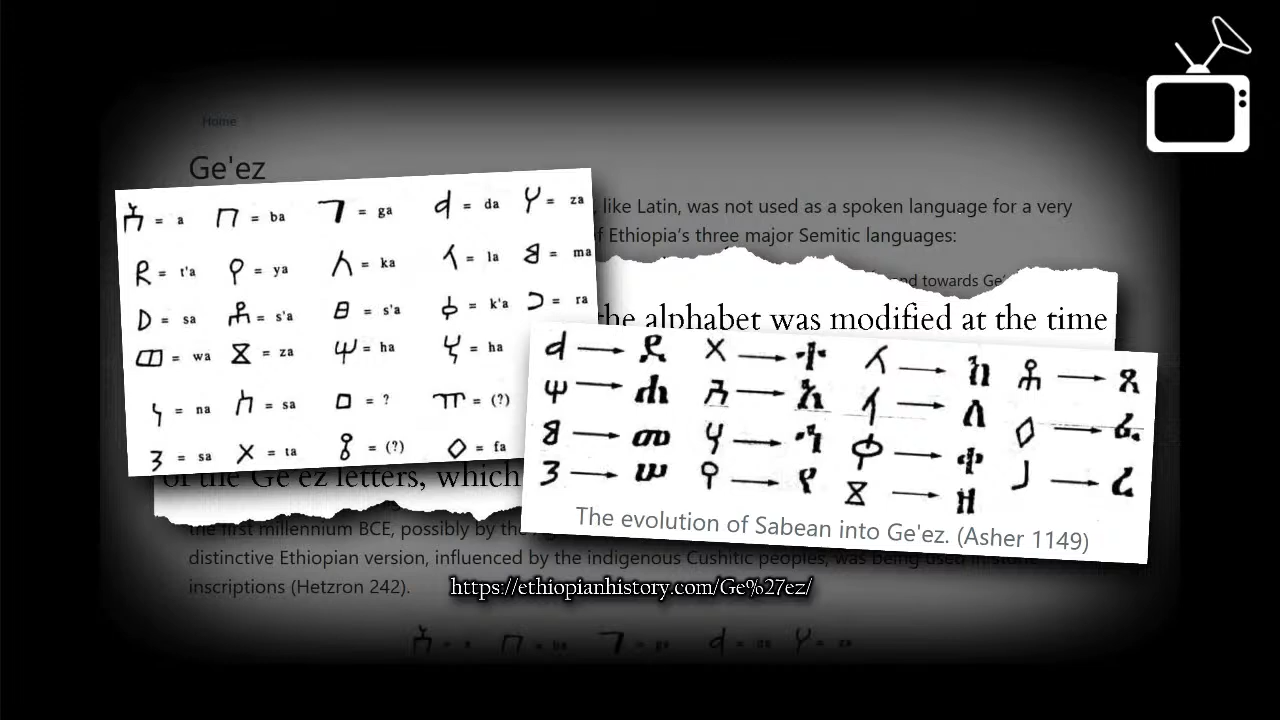 Home
Ge'ez
= a = ba = ga = da = za
= t'a = ya = ka = la = ma
= sa = s'a = s'a = k'a = ra
= wa = za = ha = ha
= na = sa = ? = (?)
= sa = ta = (?) = fa
, like Latin, was not used as a spoken language for a very
f Ethiopia's three major Semitic languages:
and towards Ge'
the alphabet was modified at the time
→ ደ → ተ → ከ → ጸ
→ ሐ → አ → ለ → ፈ
→ መ → ኀ → ቀ → ረ
→ ሠ → የ → ዘ
The evolution of Sabean into Ge'ez. (Asher 1149)
of the Ge'ez letters, which
the first millennium BCE, possibly by the
distinctive Ethiopian version, influenced by the indigenous Cushitic peoples, was being used in stone
inscriptions (Hetzron 242).
https://ethiopianhistory.com/Ge%27ez/